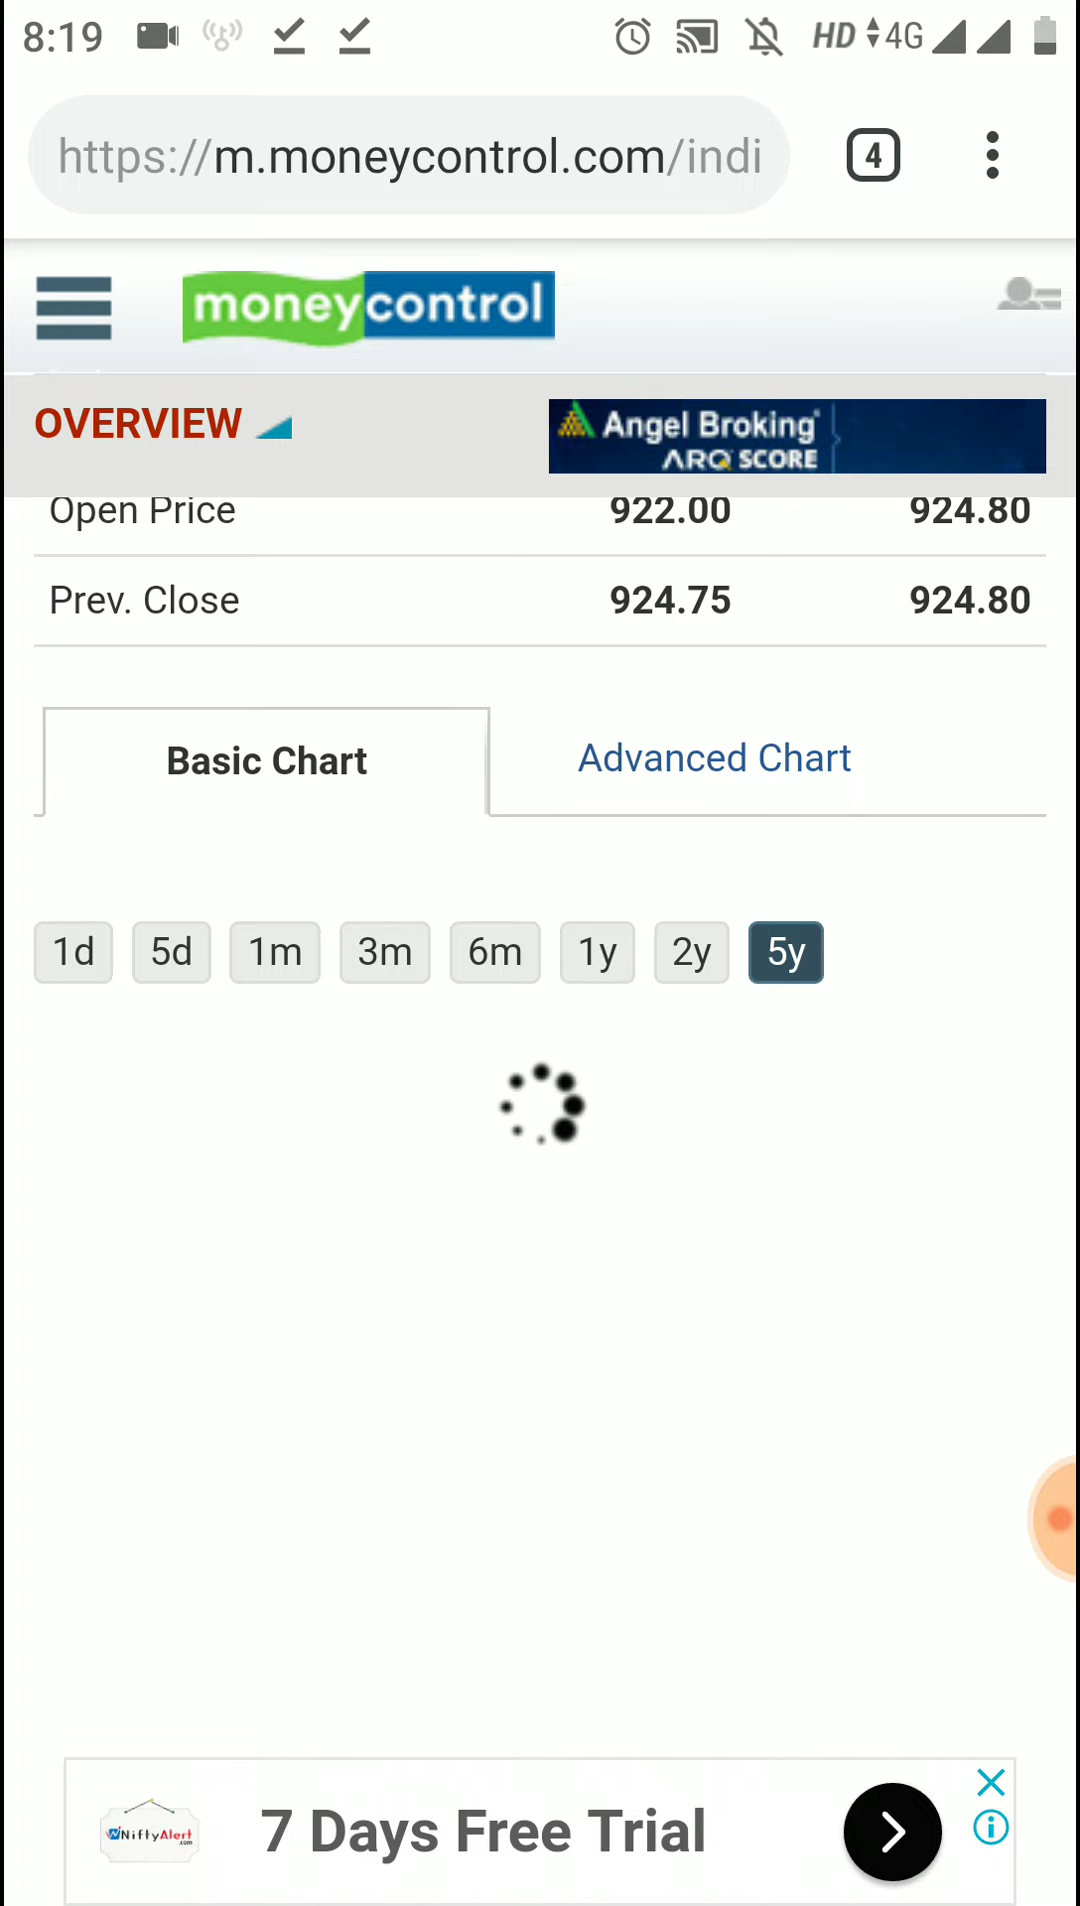 8:19 HD 4G
https://m.moneycontrol.com/indi 4
moneycontrol
OVERVIEW
Angel Broking
ARQ SCORE
Open Price 922.00 924.80
Prev. Close 924.75 924.80
Basic Chart Advanced Chart
1d 5d 1m 3m 6m 1y 2y 5y
NiftyAlert
.com
7 Days Free Trial